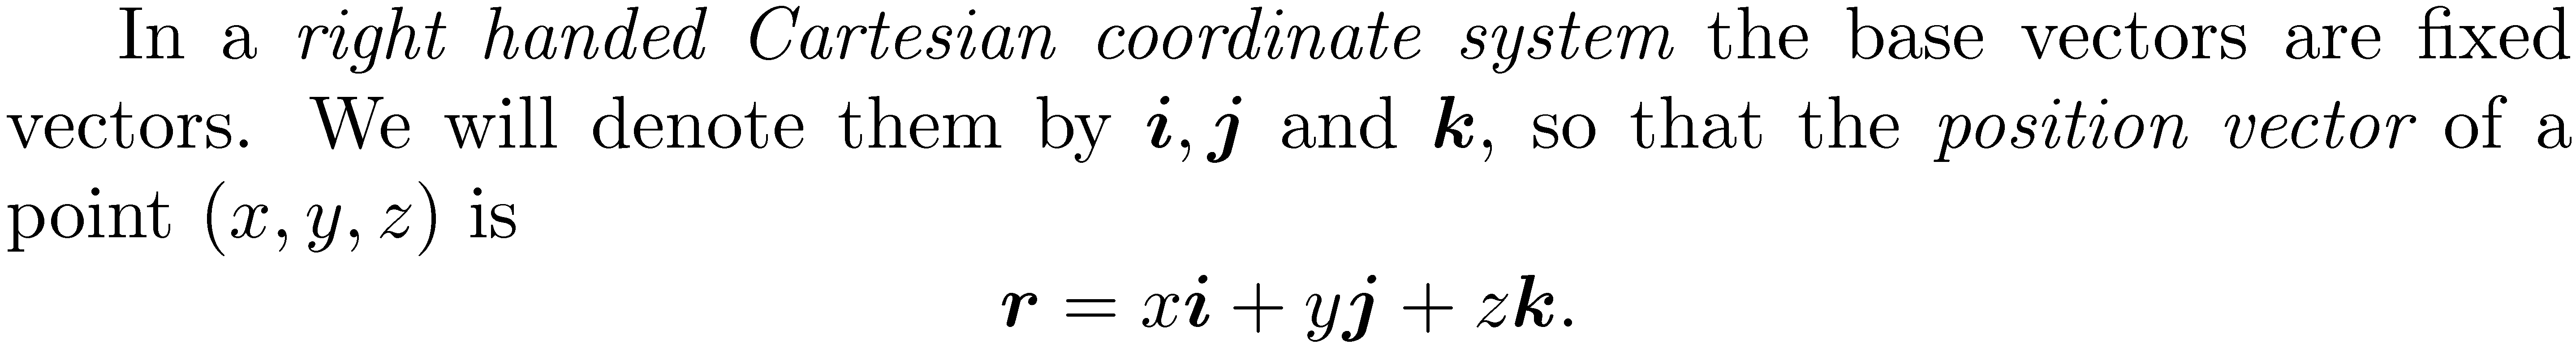 In a right handed Cartesian coordinate system the base vectors are fixed
vectors. We will denote them by i, j and k, so that the position vector of a
point (x, y, z) is
r = xi + yj + zk.